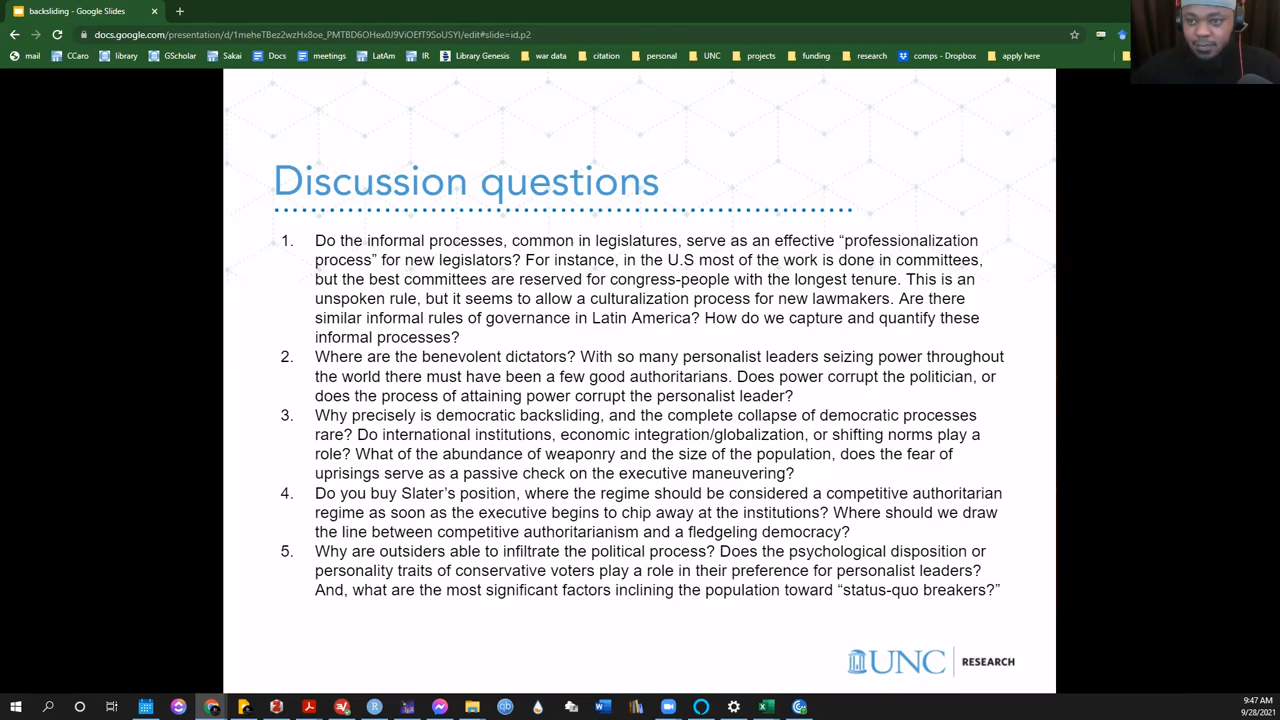 backsliding - Google Slides
docs.google.com/presentation/d/1meheTBez2wzHx8oe_PMTBD6OHex0J9ViOEfT9SoUSYI/edit#slide=id.p2
mail CCaro library GScholar Sakai Docs meetings LatAm IR Library Genesis war data citation personal UNC projects funding research comps - Dropbox apply here
Discussion questions
1. Do the informal processes, common in legislatures, serve as an effective “professionalization
process” for new legislators? For instance, in the U.S most of the work is done in committees,
but the best committees are reserved for congress-people with the longest tenure. This is an
unspoken rule, but it seems to allow a culturalization process for new lawmakers. Are there
similar informal rules of governance in Latin America? How do we capture and quantify these
informal processes?
2. Where are the benevolent dictators? With so many personalist leaders seizing power throughout
the world there must have been a few good authoritarians. Does power corrupt the politician, or
does the process of attaining power corrupt the personalist leader?
3. Why precisely is democratic backsliding, and the complete collapse of democratic processes
rare? Do international institutions, economic integration/globalization, or shifting norms play a
role? What of the abundance of weaponry and the size of the population, does the fear of
uprisings serve as a passive check on the executive maneuvering?
4. Do you buy Slater’s position, where the regime should be considered a competitive authoritarian
regime as soon as the executive begins to chip away at the institutions? Where should we draw
the line between competitive authoritarianism and a fledgeling democracy?
5. Why are outsiders able to infiltrate the political process? Does the psychological disposition or
personality traits of conservative voters play a role in their preference for personalist leaders?
And, what are the most significant factors inclining the population toward “status-quo breakers?”
UNC RESEARCH
9:47 AM
9/28/2021